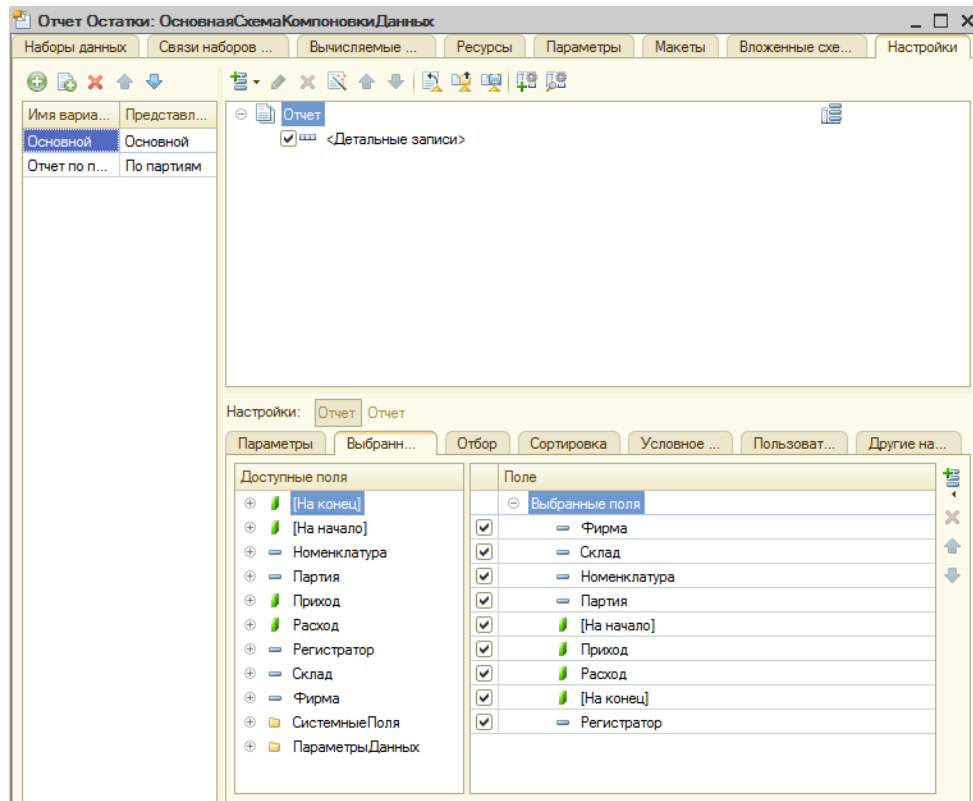 Отчет Остатки: ОсновнаяСхемаКомпоновкиДанных
Наборы данных Связи наборов ... Вычисляемые ... Ресурсы Параметры Макеты Вложенные схе... Настройки
Имя вариа... Представл...
Основной Основной
Отчет по п... По партиям
Отчет
<Детальные записи>
Настройки: Отчет Отчет
Параметры Выбранн... Отбор Сортировка Условное ... Пользоват... Другие на...
Доступные поля
[На конец]
[На начало]
Номенклатура
Партия
Приход
Расход
Регистратор
Склад
Фирма
СистемныеПоля
ПараметрыДанных
Поле
Выбранные поля
Фирма
Склад
Номенклатура
Партия
[На начало]
Приход
Расход
[На конец]
Регистратор